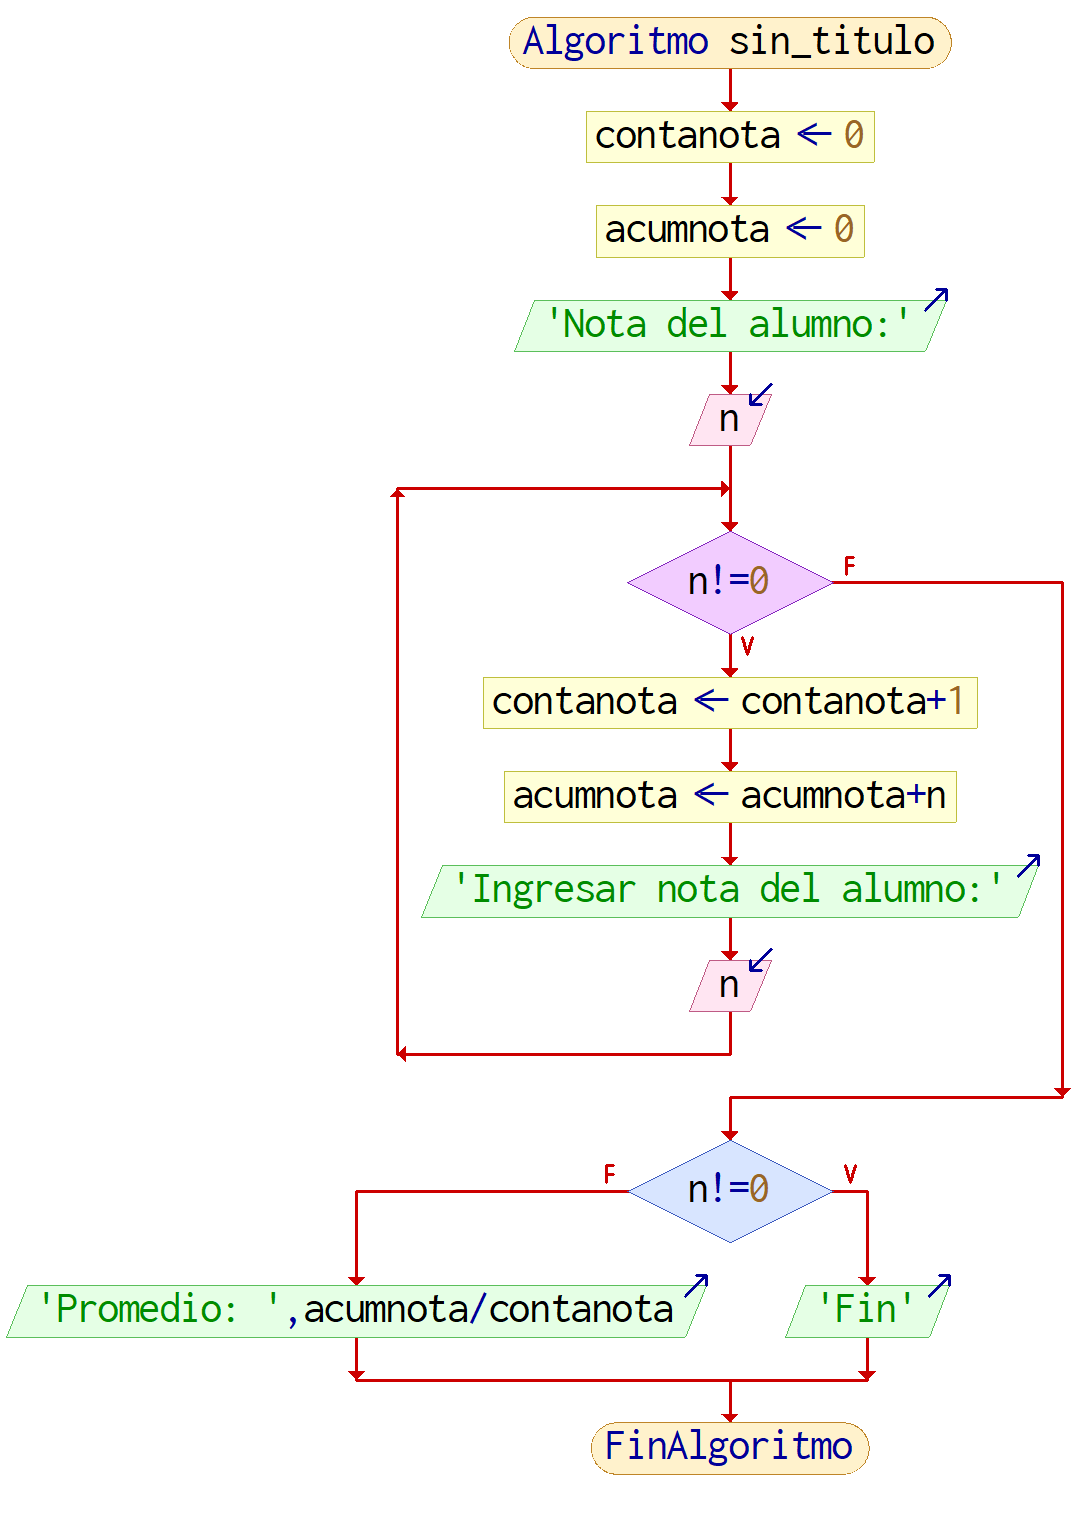 Algoritmo sin_titulo
contanota ← 0
acumnota ← 0
'Nota del alumno:'
n
n!=0
F
V
contanota ← contanota+1
acumnota ← acumnota+n
'Ingresar nota del alumno:'
n
F
n!=0
V
'Promedio: ',acumnota/contanota
'Fin'
FinAlgoritmo